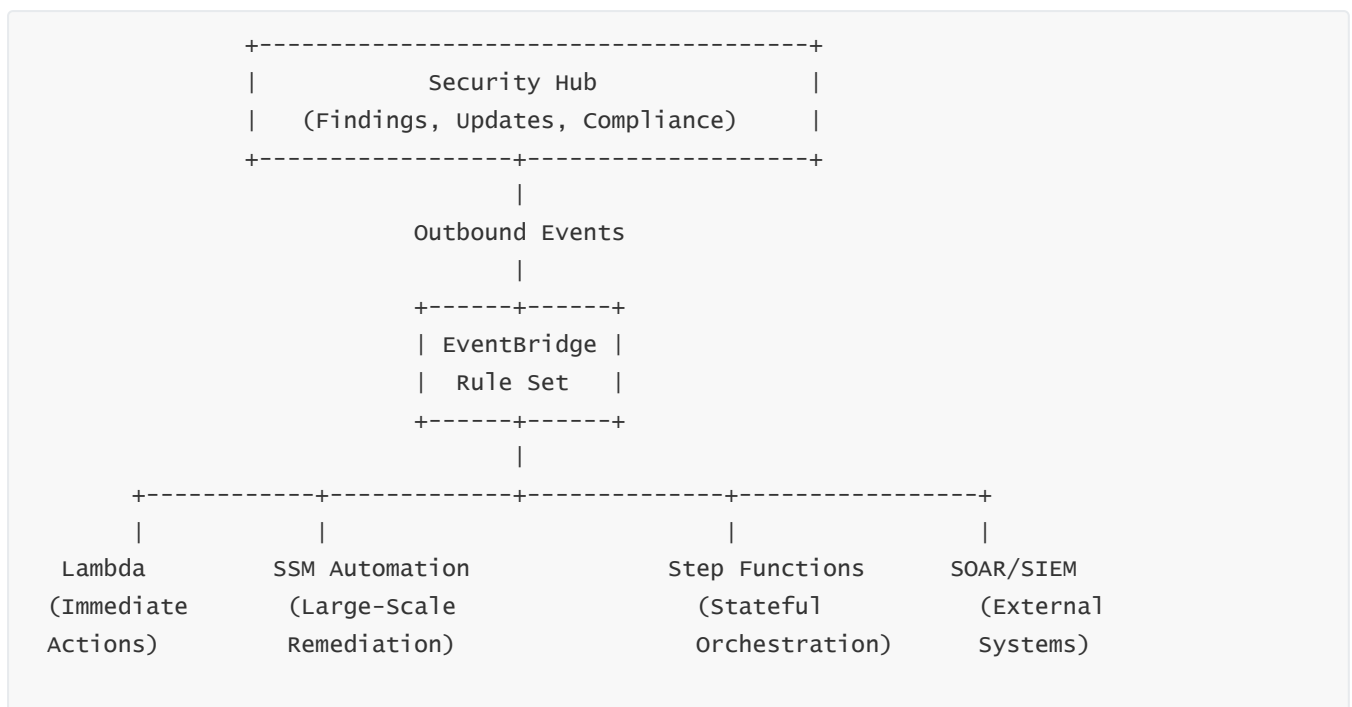 +---------------------------------------+
|            Security Hub               |
|   (Findings, Updates, Compliance)     |
+------------------+--------------------+
|
Outbound Events
|
+------+------+
| EventBridge |
|  Rule Set   |
+------+------+
|
+------------+-------------+--------------+-----------------+
|            |                            |                 |
Lambda         SSM Automation              Step Functions      SOAR/SIEM
(Immediate       (Large-Scale                 (Stateful           (External
Actions)         Remediation)                 Orchestration)      Systems)